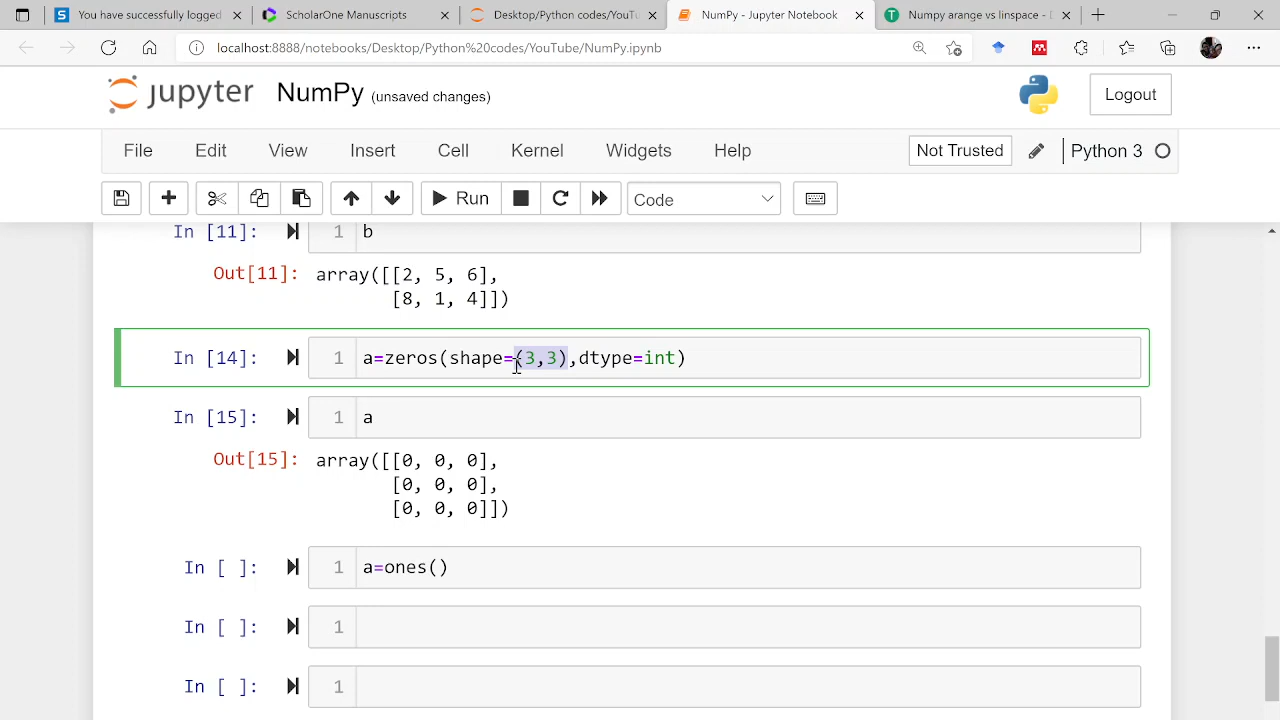 You have successfully logged
ScholarOne Manuscripts
Desktop/Python codes/YouTu
NumPy - Jupyter Notebook
Numpy arange is linspace - [
localhost:8888/notebooks/Desktop/Python%20codes/YouTube/NumPy.ipynb
jupyter NumPy (unsaved changes)
Logout
File Edit View Insert Cell Kernel Widgets Help
Not Trusted
Python 3
Run
Code
In [11]: 1 b
Out[11]: array([[2, 5, 6],
[8, 1, 4]])
In [14]: 1 a=zeros(shape=(3,3),dtype=int)
In [15]: 1 a
Out[15]: array([[0, 0, 0],
[0, 0, 0],
[0, 0, 0]])
In [ ]: 1 a=ones()
In [ ]: 1
In [ ]: 1